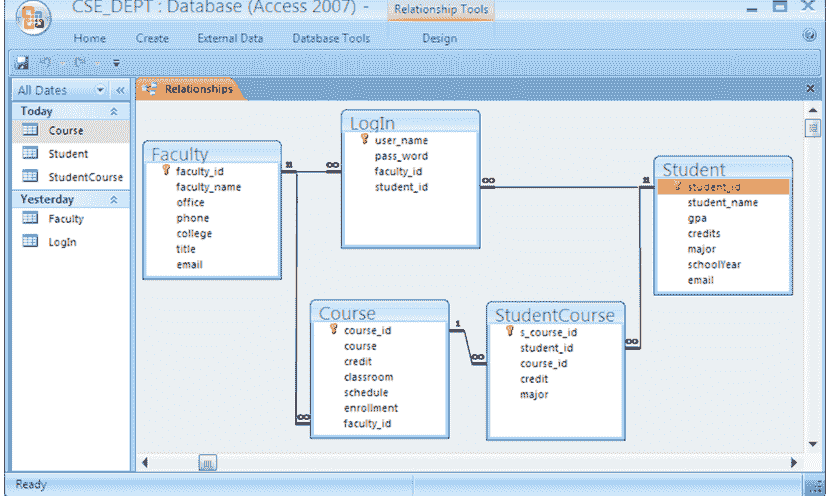 CSE_DEPT : Database (Access 2007) -
Relationship Tools
Home Create External Data Database Tools Design
All Dates
«
Relationships
Today
Course
Student
StudentCourse
Yesterday
Faculty
LogIn
Faculty
faculty_id
faculty_name
office
phone
college
title
email
LogIn
user_name
pass_word
faculty_id
student_id
Student
student_id
student_name
gpa
credits
major
schoolYear
email
Course
course_id
course
credit
classroom
schedule
enrollment
faculty_id
StudentCourse
s_course_id
student_id
course_id
credit
major
11
∞
∞
11
1
∞
∞
∞
Ready